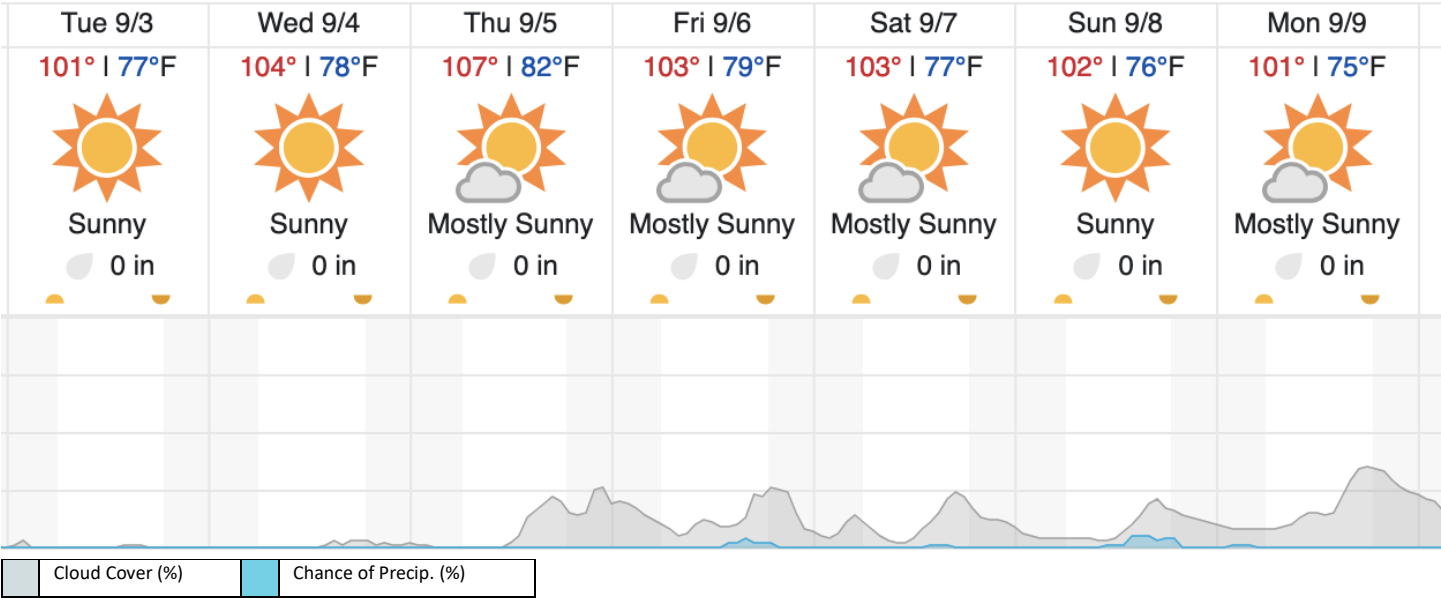 Tue 9/3 Wed 9/4 Thu 9/5 Fri 9/6 Sat 9/7 Sun 9/8 Mon 9/9
101° | 77°F 104° | 78°F 107° | 82°F 103° | 79°F 103° | 77°F 102° | 76°F 101° | 75°F
Sunny Sunny Mostly Sunny Mostly Sunny Mostly Sunny Sunny Mostly Sunny
0 in 0 in 0 in 0 in 0 in 0 in 0 in
Cloud Cover (%) Chance of Precip. (%)